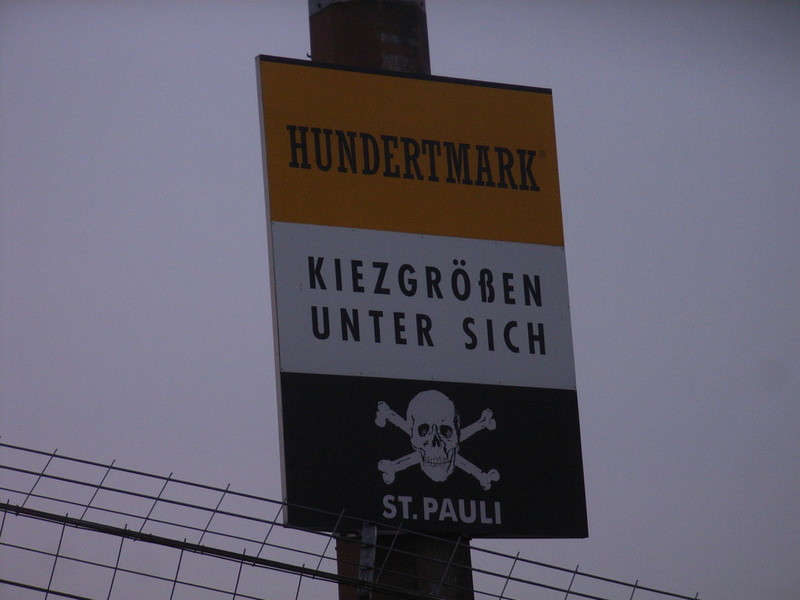 HUNDERTMARK®
KIEZGRÖßEN
UNTER SICH
ST. PAULI